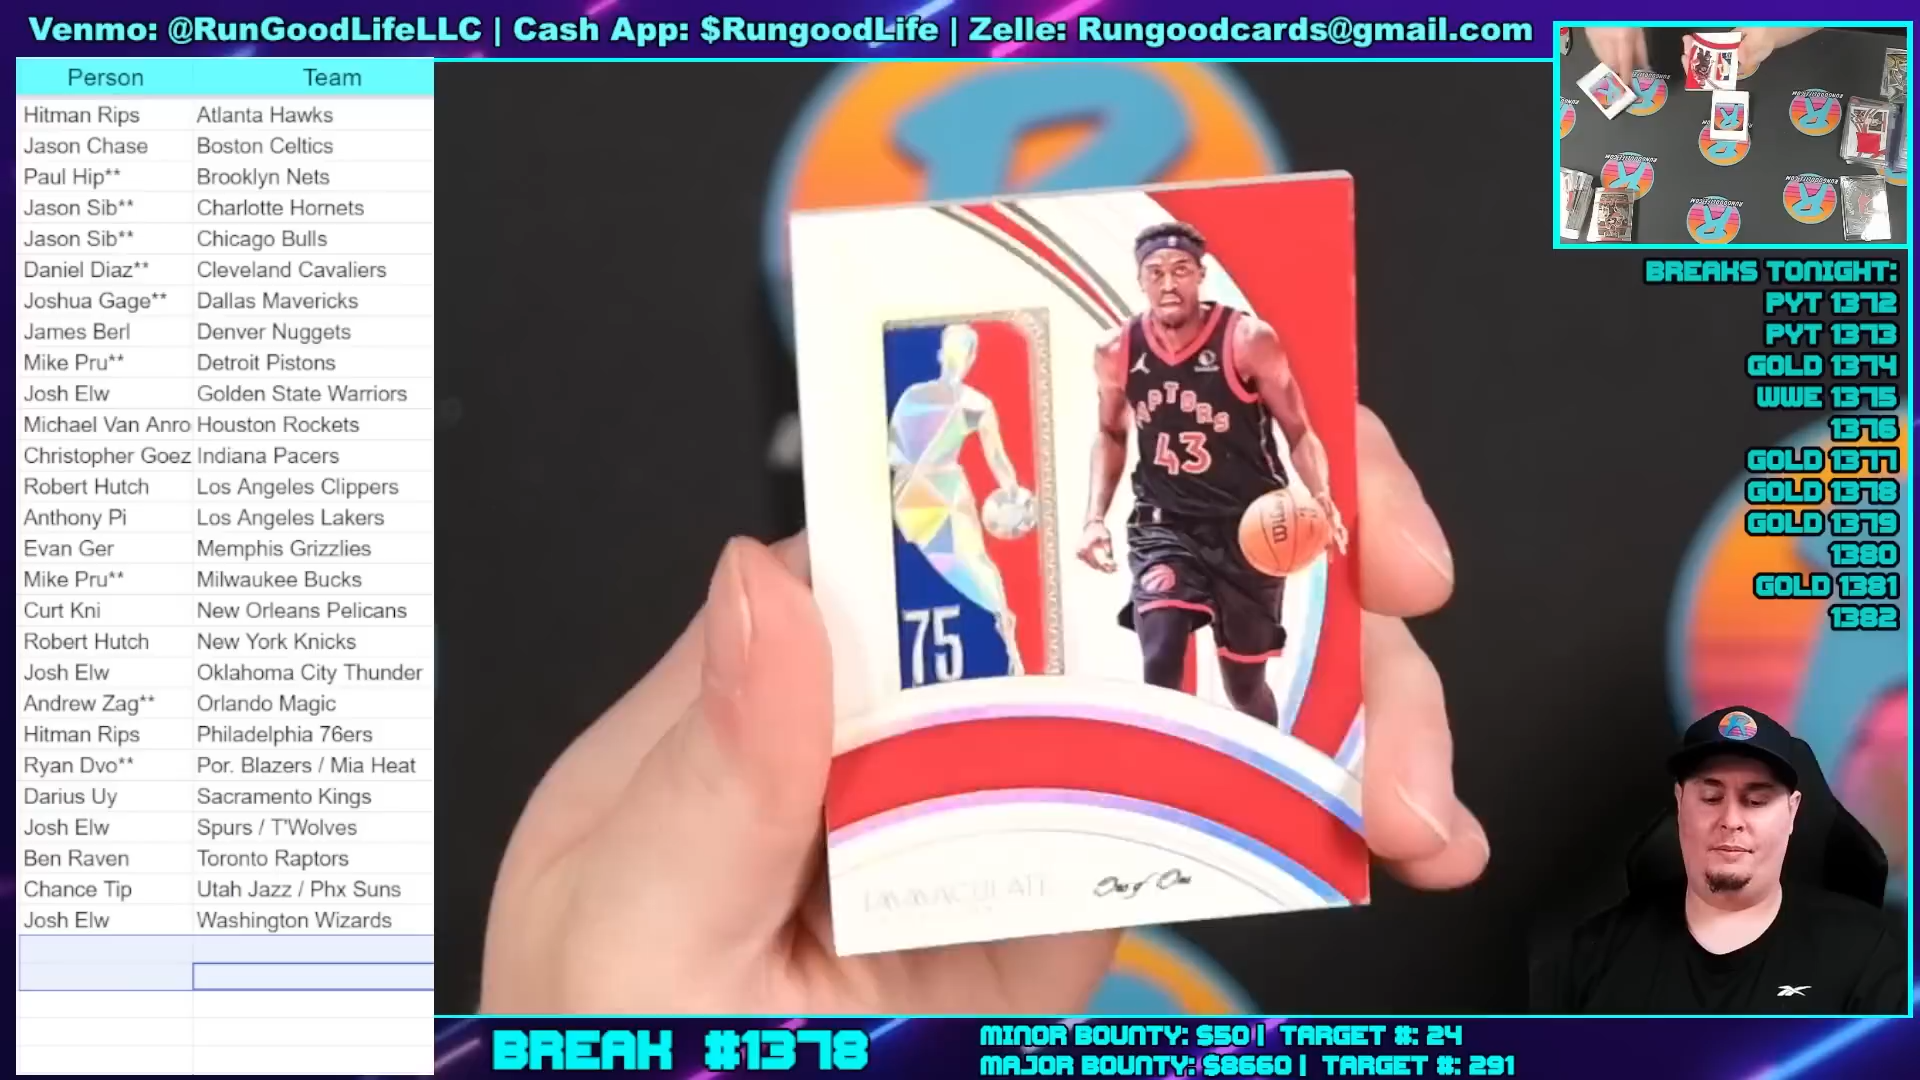 Venmo: @RunGoodLifeLLC | Cash App: $RungoodLife | Zelle: Rungoodcards@gmail.com
Person Team
Hitman Rips Atlanta Hawks
Jason Chase Boston Celtics
Paul Hip** Brooklyn Nets
Jason Sib** Charlotte Hornets
Jason Sib** Chicago Bulls
Daniel Diaz** Cleveland Cavaliers
Joshua Gage** Dallas Mavericks
James Berl Denver Nuggets
Mike Pru** Detroit Pistons
Josh Elw Golden State Warriors
Michael Van Anro Houston Rockets
Christopher Goez Indiana Pacers
Robert Hutch Los Angeles Clippers
Anthony Pi Los Angeles Lakers
Evan Ger Memphis Grizzlies
Mike Pru** Milwaukee Bucks
Curt Kni New Orleans Pelicans
Robert Hutch New York Knicks
Josh Elw Oklahoma City Thunder
Andrew Zag** Orlando Magic
Hitman Rips Philadelphia 76ers
Ryan Dvo** Por. Blazers / Mia Heat
Darius Uy Sacramento Kings
Josh Elw Spurs / T'Wolves
Ben Raven Toronto Raptors
Chance Tip Utah Jazz / Phx Suns
Josh Elw Washington Wizards
RAPTORS
43
Wilson
75
IMMACULATE
One of One
BREAKS TONIGHT:
PYT 1372
PYT 1373
GOLD 1374
WWE 1375
1376
GOLD 1377
GOLD 1378
GOLD 1379
1380
GOLD 1381
1382
BREAK #1378
MINOR BOUNTY: $50 | TARGET #: 24
MAJOR BOUNTY: $8660 | TARGET #: 291